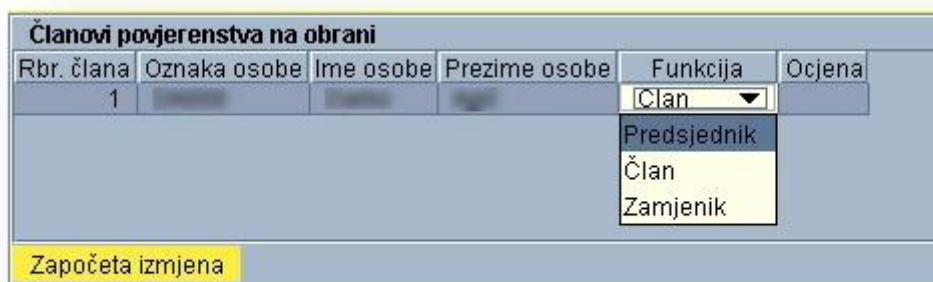 Članovi povjerenstva na obrani
Rbr. člana Oznaka osobe Ime osobe Prezime osobe Funkcija Ocjena
1 Član
Predsjednik
Član
Zamjenik
Započeta izmjena